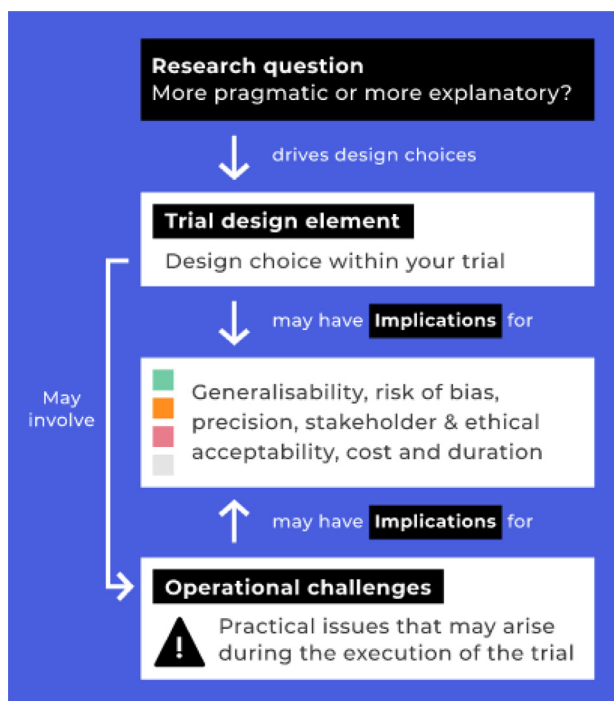 Research question
More pragmatic or more explanatory?
drives design choices
Trial design element
Design choice within your trial
may have Implications for
May
involve
Generalisability, risk of bias,
precision, stakeholder & ethical
acceptability, cost and duration
may have Implications for
Operational challenges
Practical issues that may arise
during the execution of the trial